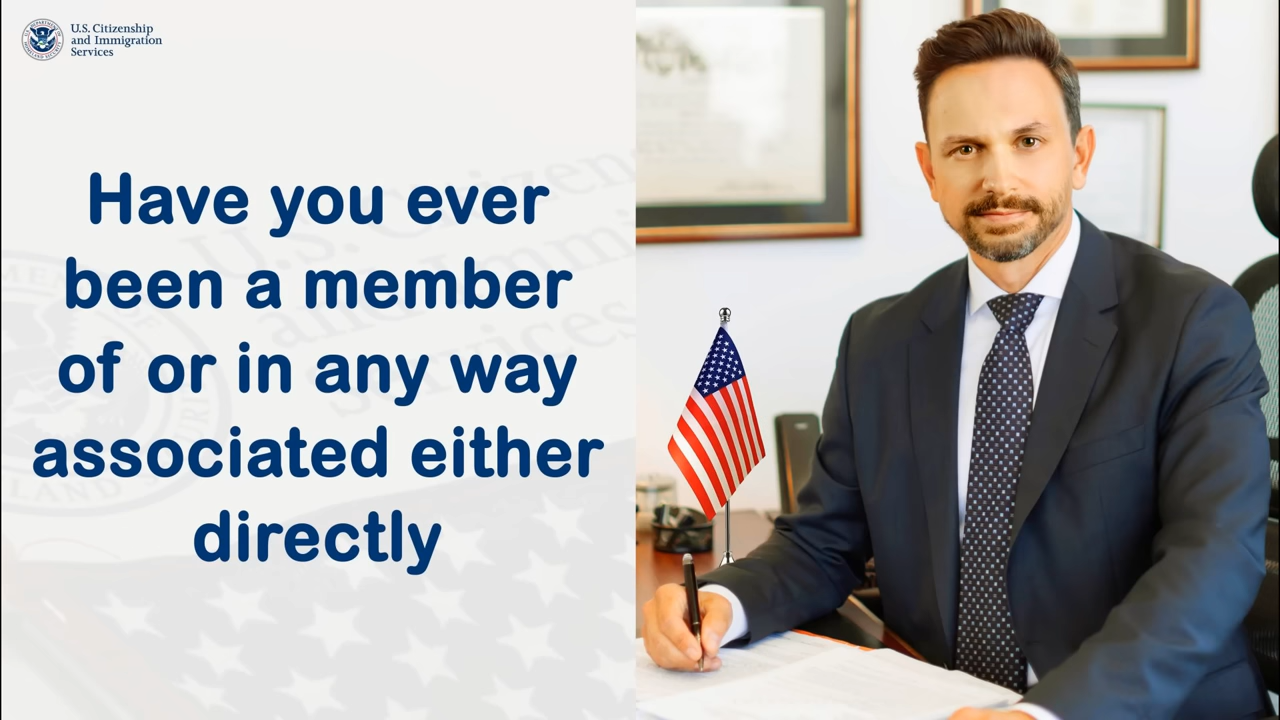 U.S. Citizenship
and Immigration
Services
Have you ever
been a member
of or in any way
associated either
directly